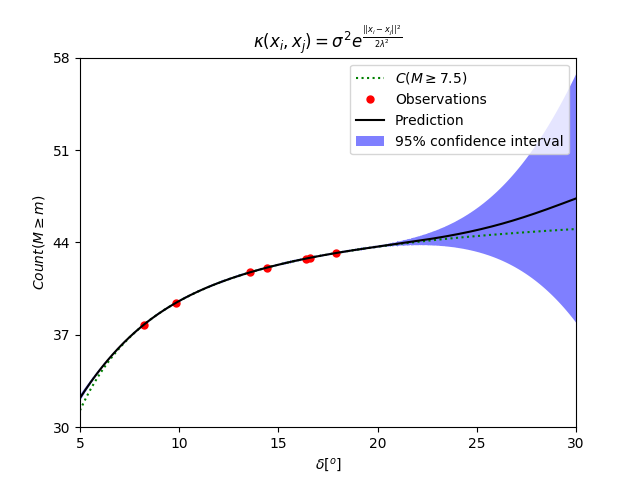 κ(x_i, x_j) = σ²e^{\frac{||x_i - x_j||²}{2λ²}}
C(M ≥ 7.5)
Observations
Prediction
95% confidence interval
Count(M ≥ m)
58
51
44
37
30
5 10 15 20 25 30
δ[°]